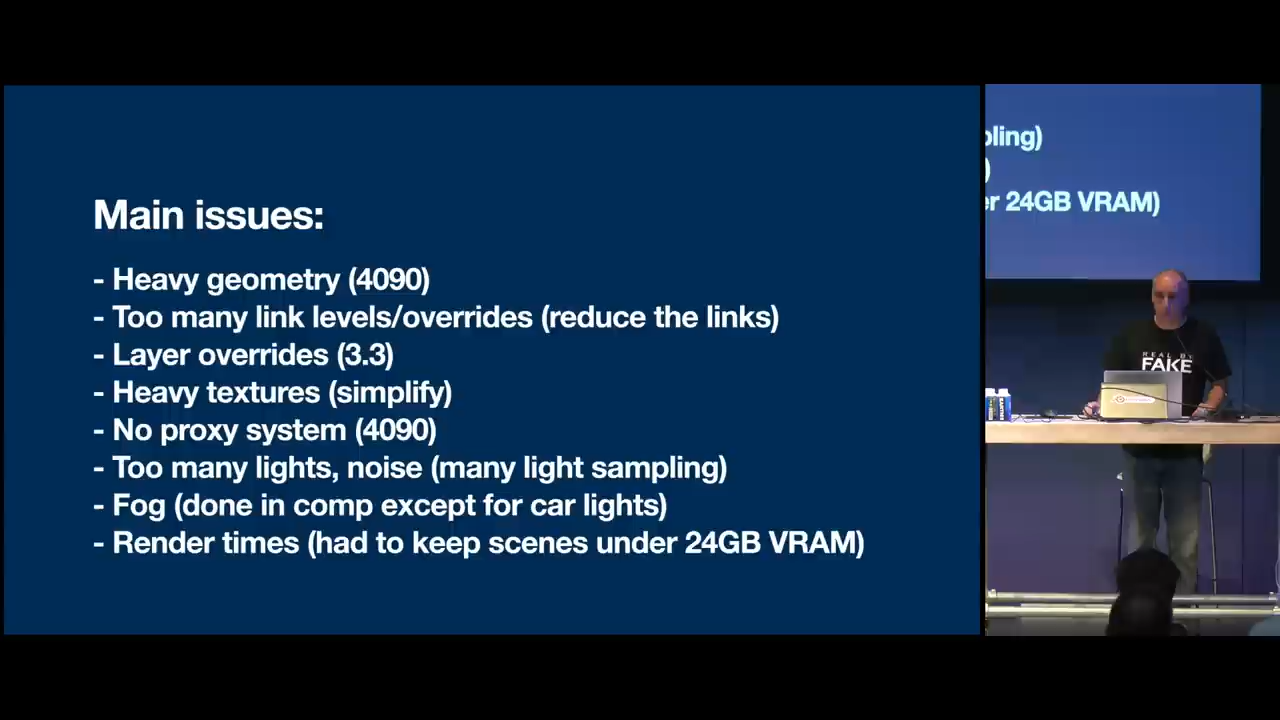 Main issues:
- Heavy geometry (4090)
- Too many link levels/overrides (reduce the links)
- Layer overrides (3.3)
- Heavy textures (simplify)
- No proxy system (4090)
- Too many lights, noise (many light sampling)
- Fog (done in comp except for car lights)
- Render times (had to keep scenes under 24GB VRAM)
pling)
)
er 24GB VRAM)
REAL BY
FAKE